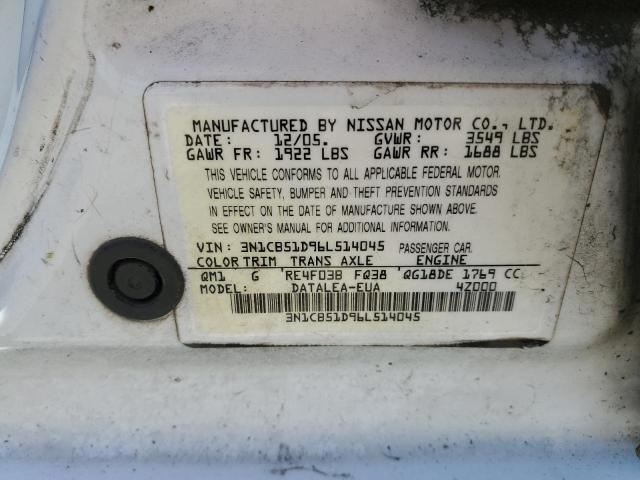 MANUFACTURED BY NISSAN MOTOR CO., LTD.
DATE: 12/05. GVWR: 3549 LBS
GAWR FR: 1922 LBS GAWR RR: 1688 LBS
THIS VEHICLE CONFORMS TO ALL APPLICABLE FEDERAL MOTOR
VEHICLE SAFETY, BUMPER AND THEFT PREVENTION STANDARDS
IN EFFECT ON THE DATE OF MANUFACTURE SHOWN ABOVE.
SEE OWNER'S MANUAL FOR ADDITIONAL INFORMATION.
VIN: 3N1CB51D96L514045 PASSENGER CAR.
COLOR TRIM TRANS AXLE ENGINE
QM1 G RE4F03B FQ38 QG18DE 1769 CC
MODEL: DATALEA-EUA 4Z000
3N1CB51D96L514045